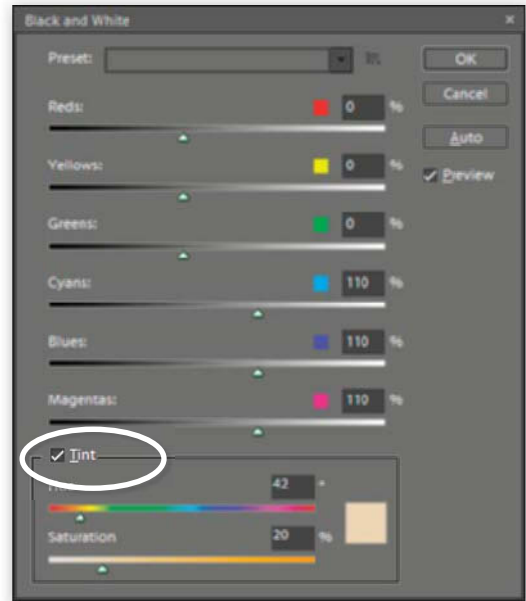 Black and White ×
Preset:
OK
Reds: 0 %
Cancel
Auto
Yellows: 0 %
Preview
Greens: 0 %
Cyans: 110 %
Blues: 110 %
Magentas: 110 %
Tint
42 °
Saturation 20 %